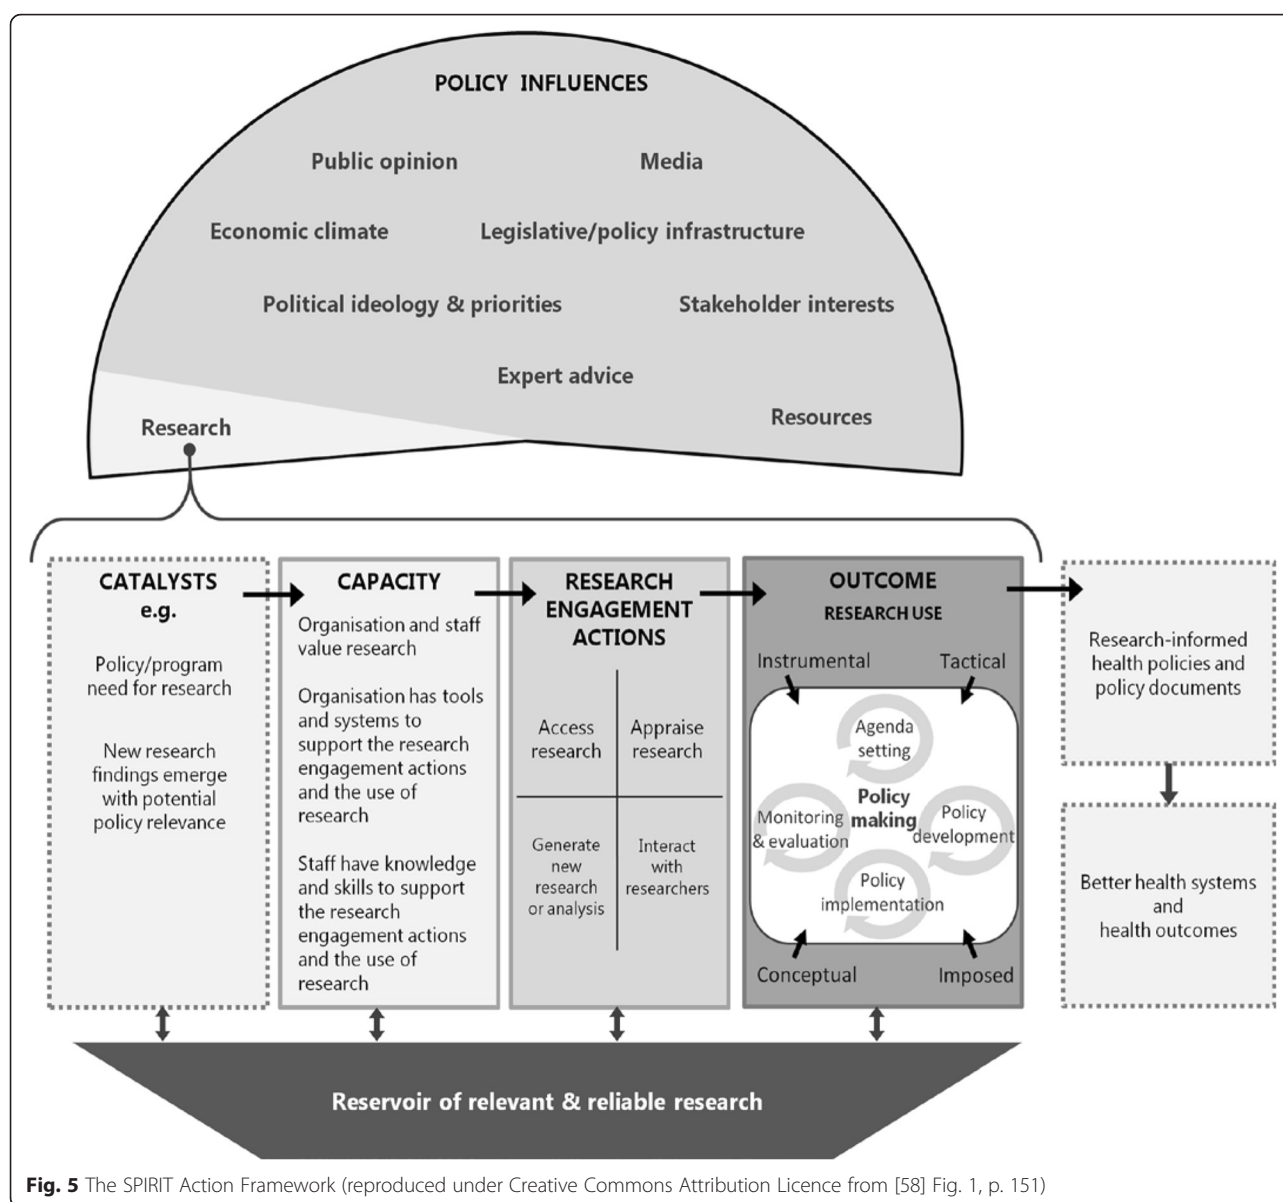 POLICY INFLUENCES
Public opinion
Media
Economic climate
Legislative/policy infrastructure
Political ideology & priorities
Stakeholder interests
Expert advice
Resources
Research
CATALYSTS
e.g.
Policy/program
need for research
New research
findings emerge
with potential
policy relevance
CAPACITY
Organisation and staff
value research
Organisation has tools
and systems to
support the research
engagement actions
and the use of
research
Staff have knowledge
and skills to support
the research
engagement actions
and the use of
research
RESEARCH
ENGAGEMENT
ACTIONS
Access
research
Appraise
research
Generate
new
research
or analysis
Interact
with
researchers
OUTCOME
RESEARCH USE
Instrumental
Tactical
Agenda
setting
Policy
making
Monitoring
& evaluation
Policy
development
Policy
implementation
Conceptual
Imposed
Research-informed
health policies and
policy documents
Better health systems
and
health outcomes
Reservoir of relevant & reliable research
Fig. 5 The SPIRIT Action Framework (reproduced under Creative Commons Attribution Licence from [58] Fig. 1, p. 151)